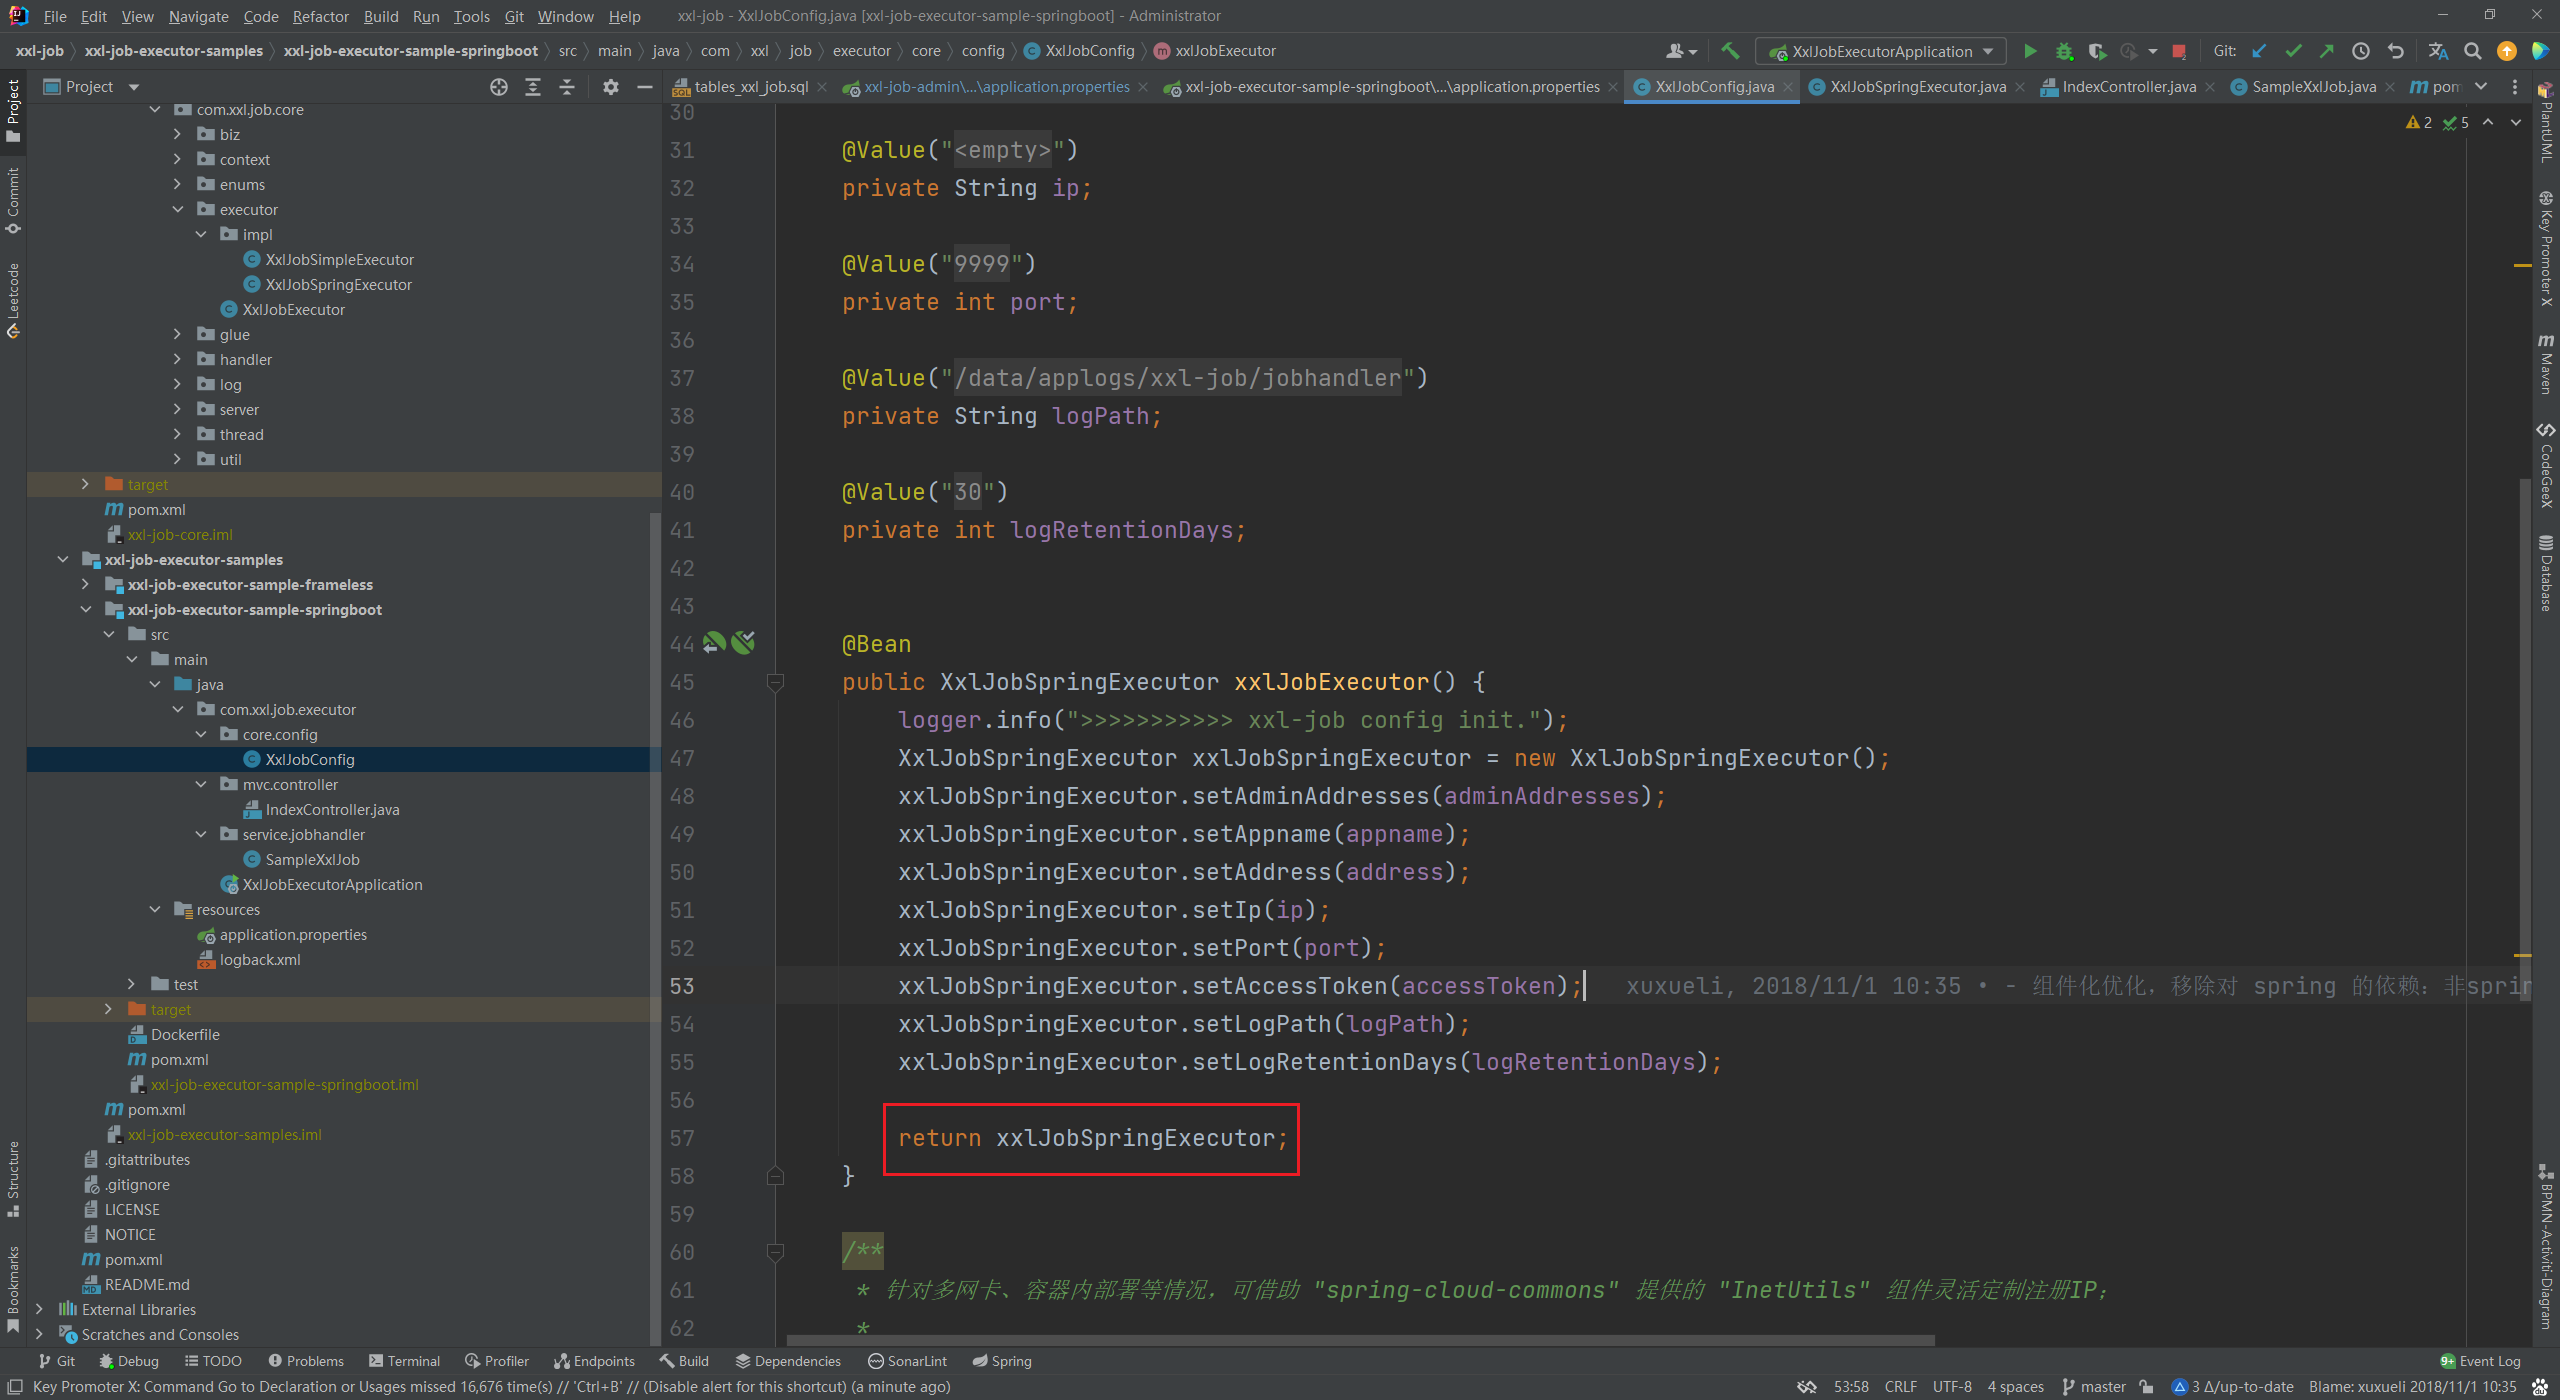 File Edit View Navigate Code Refactor Build Run Tools Git Window Help xxl-job - XxlJobConfig.java [xxl-job-executor-sample-springboot] - Administrator
xxl-job xxl-job-executor-samples xxl-job-executor-sample-springboot src main java com xxl job executor core config XxlJobConfig xxlJobExecutor XxlJobExecutorApplication Git:
Project
tables_xxl_job.sql xxl-job-admin\...\application.properties xxl-job-executor-sample-springboot\...\application.properties XxlJobConfig.java XxlJobSpringExecutor.java IndexController.java SampleXxlJob.java pom
Project
Commit
Leetcode
Structure
Bookmarks
com.xxl.job.core
biz
context
enums
executor
impl
XxlJobSimpleExecutor
XxlJobSpringExecutor
XxlJobExecutor
glue
handler
log
server
thread
util
target
pom.xml
xxl-job-core.iml
xxl-job-executor-samples
xxl-job-executor-sample-frameless
xxl-job-executor-sample-springboot
src
main
java
com.xxl.job.executor
core.config
XxlJobConfig
mvc.controller
IndexController.java
service.jobhandler
SampleXxlJob
XxlJobExecutorApplication
resources
application.properties
logback.xml
test
target
Dockerfile
pom.xml
xxl-job-executor-sample-springboot.iml
pom.xml
xxl-job-executor-samples.iml
.gitattributes
.gitignore
LICENSE
NOTICE
pom.xml
README.md
External Libraries
Scratches and Consoles
2 5
30
31 @Value("<empty>")
32 private String ip;
33
34 @Value("9999")
35 private int port;
36
37 @Value("/data/applogs/xxl-job/jobhandler")
38 private String logPath;
39
40 @Value("30")
41 private int logRetentionDays;
42
43
44 @Bean
45 public XxlJobSpringExecutor xxlJobExecutor() {
46 logger.info(">>>>>>>>>>> xxl-job config init.");
47 XxlJobSpringExecutor xxlJobSpringExecutor = new XxlJobSpringExecutor();
48 xxlJobSpringExecutor.setAdminAddresses(adminAddresses);
49 xxlJobSpringExecutor.setAppname(appname);
50 xxlJobSpringExecutor.setAddress(address);
51 xxlJobSpringExecutor.setIp(ip);
52 xxlJobSpringExecutor.setPort(port);
53 xxlJobSpringExecutor.setAccessToken(accessToken); xuxueli, 2018/11/1 10:35 • - 组件化优化，移除对 spring 的依赖：非sprin
54 xxlJobSpringExecutor.setLogPath(logPath);
55 xxlJobSpringExecutor.setLogRetentionDays(logRetentionDays);
56
57 return xxlJobSpringExecutor;
58 }
59
60 /**
61 * 针对多网卡、容器内部署等情况，可借助 "spring-cloud-commons" 提供的 "InetUtils" 组件灵活定制注册IP；
62 *
PlantUML
Key Promoter X
Maven
CodeGeeX
Database
BPMN-Activiti-Diagram
Git Debug TODO Problems Terminal Profiler Endpoints Build Dependencies SonarLint Spring 9+ Event Log
Key Promoter X: Command Go to Declaration or Usages missed 16,676 time(s) // 'Ctrl+B' // (Disable alert for this shortcut) (a minute ago) 53:58 CRLF UTF-8 4 spaces master 3 Δ/up-to-date Blame: xuxueli 2018/11/1 10:35